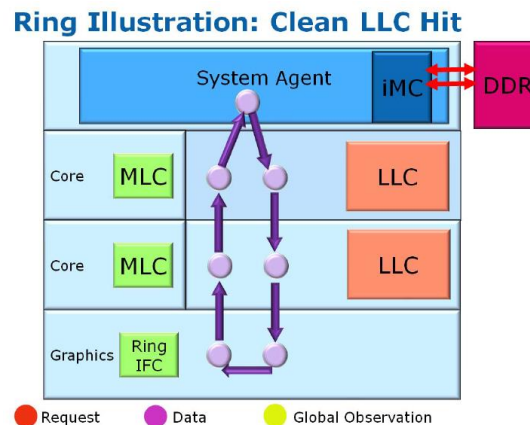 Ring Illustration: Clean LLC Hit
System Agent
iMC
DDR
Core
MLC
LLC
Core
MLC
LLC
Graphics
Ring
IFC
Request
Data
Global Observation